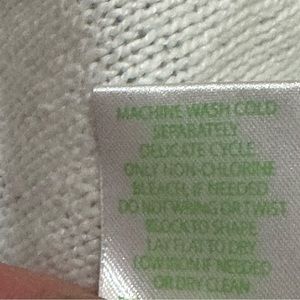 MACHINE WASH COLD
SEPARATELY
DELICATE CYCLE
ONLY NON-CHLORINE
BLEACH, IF NEEDED
DO NOT WRING OR TWIST
BLOCK TO SHAPE
LAY FLAT TO DRY
LOW IRON IF NEEDED
OR DRY CLEAN